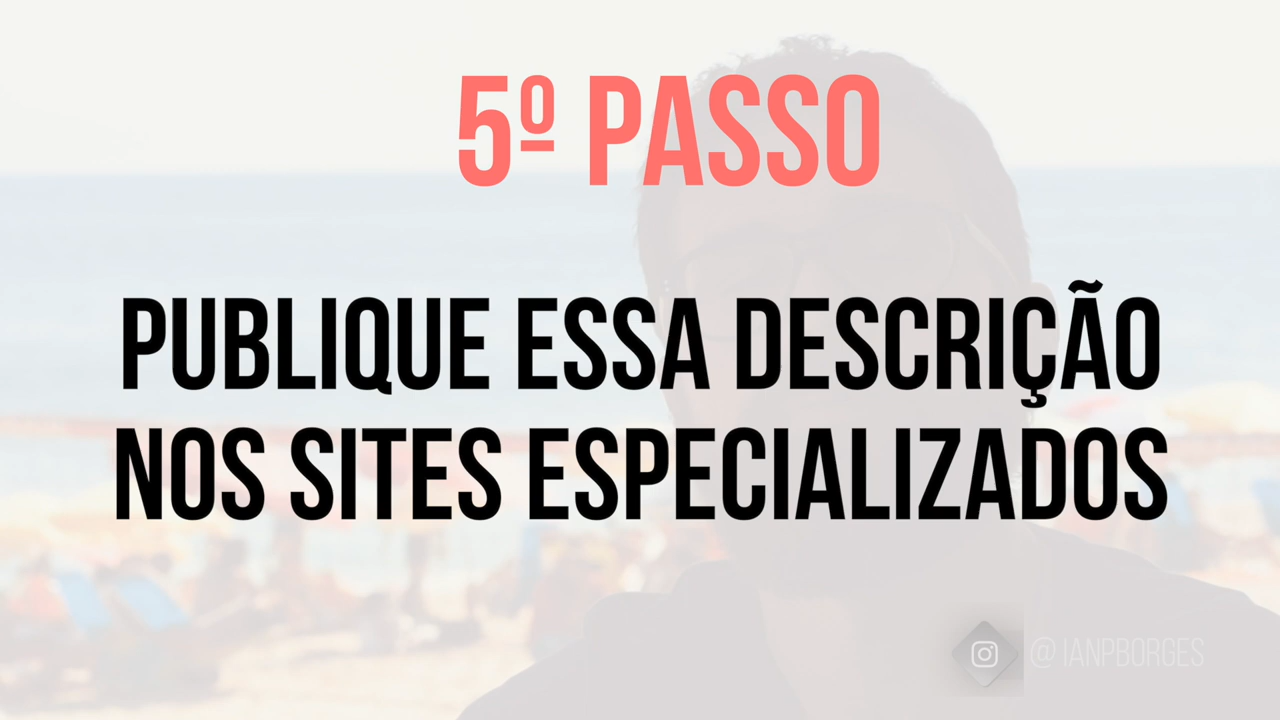 5º PASSO
PUBLIQUE ESSA DESCRIÇÃO
NOS SITES ESPECIALIZADOS
@IANPBORGES